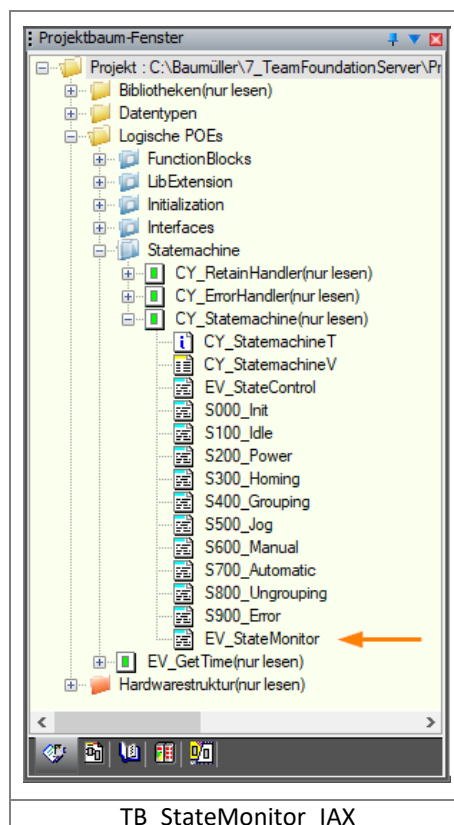 Projektbaum-Fenster
Projekt : C:\Baumüller\7_TeamFoundationServer\Pr
Bibliotheken(nur lesen)
Datentypen
Logische POEs
FunctionBlocks
LibExtension
Initialization
Interfaces
Statemachine
CY_RetainHandler(nur lesen)
CY_ErrorHandler(nur lesen)
CY_Statemachine(nur lesen)
CY_StatemachineT
CY_StatemachineV
EV_StateControl
S000_Init
S100_Idle
S200_Power
S300_Homing
S400_Grouping
S500_Jog
S600_Manual
S700_Automatic
S800_Ungrouping
S900_Error
EV_StateMonitor
EV_GetTime(nur lesen)
Hardwarestruktur(nur lesen)
TB_StateMonitor_IAX